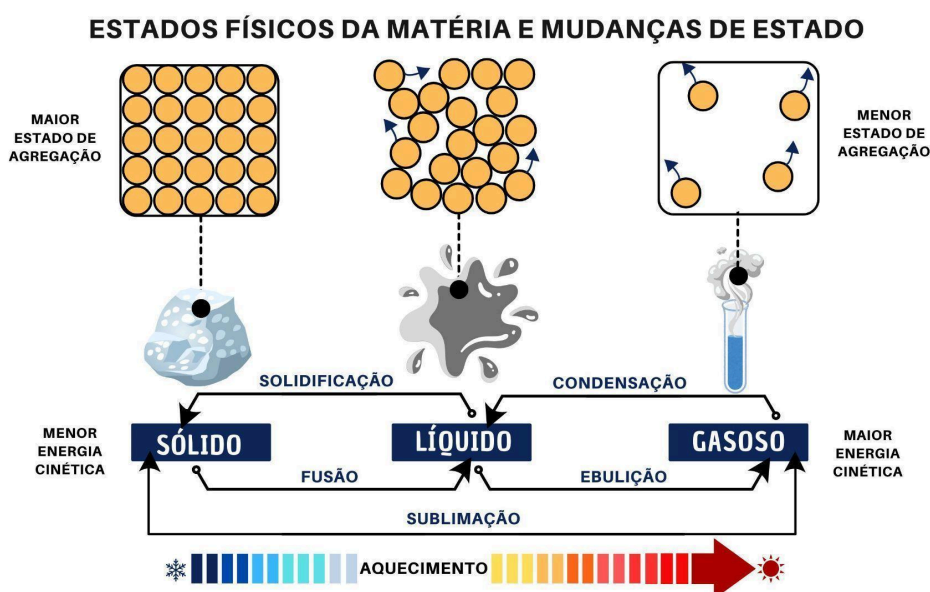 ESTADOS FÍSICOS DA MATÉRIA E MUDANÇAS DE ESTADO
MAIOR
ESTADO DE
AGREGAÇÃO
MENOR
ESTADO DE
AGREGAÇÃO
SOLIDIFICAÇÃO
CONDENSAÇÃO
MENOR
ENERGIA
CINÉTICA
SÓLIDO
LÍQUIDO
GASOSO
MAIOR
ENERGIA
CINÉTICA
FUSÃO
EBULIÇÃO
SUBLIMAÇÃO
AQUECIMENTO